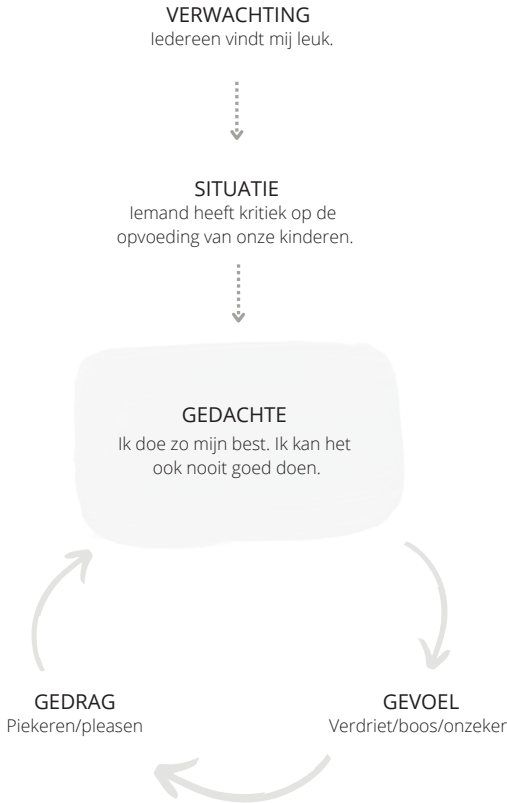 VERWACHTING
Iedereen vindt mij leuk.
SITUATIE
Iemand heeft kritiek op de
opvoeding van onze kinderen.
GEDACHTE
Ik doe zo mijn best. Ik kan het
ook nooit goed doen.
GEDRAG
Piekeren/pleasen
GEVOEL
Verdriet/boos/onzeker